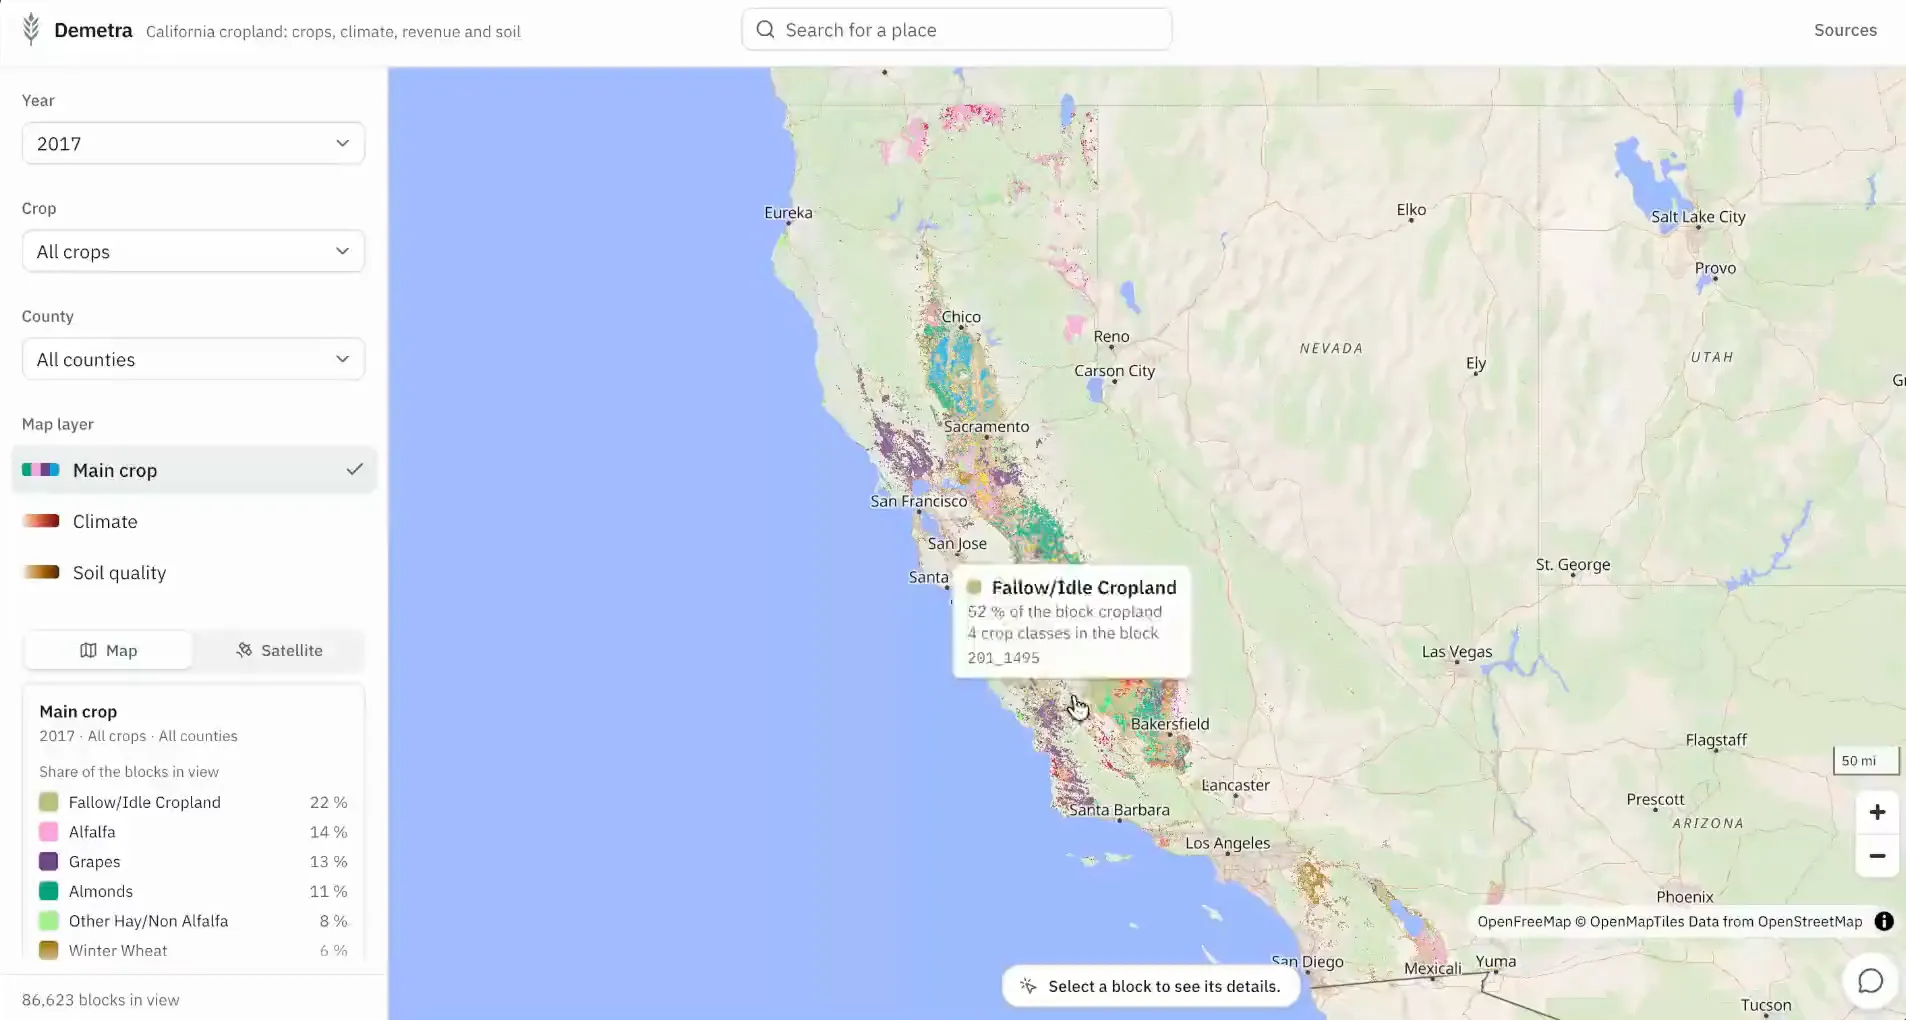 Demetra
California cropland: crops, climate, revenue and soil
Search for a place
Sources
Year
2017
Crop
All crops
County
All counties
Map layer
Main crop
Climate
Soil quality
Map
Satellite
Main crop
2017 · All crops · All counties
Share of the blocks in view
Fallow/Idle Cropland 22 %
Alfalfa 14 %
Grapes 13 %
Almonds 11 %
Other Hay/Non Alfalfa 8 %
Winter Wheat 6 %
86,623 blocks in view
Eureka
Elko
Salt Lake City
Provo
Chico
Reno
NEVADA
Carson City
Ely
UTAH
Sacramento
San Francisco
San Jose
Santa
St. George
Fallow/Idle Cropland
52 % of the block cropland
4 crop classes in the block
201_1495
Las Vegas
Bakersfield
Flagstaff
50 mi
Lancaster
Prescott
Santa Barbara
ARIZONA
Los Angeles
Phoenix
OpenFreeMap © OpenMapTiles Data from OpenStreetMap
San Diego
Mexicali
Yuma
Select a block to see its details.
Tucson